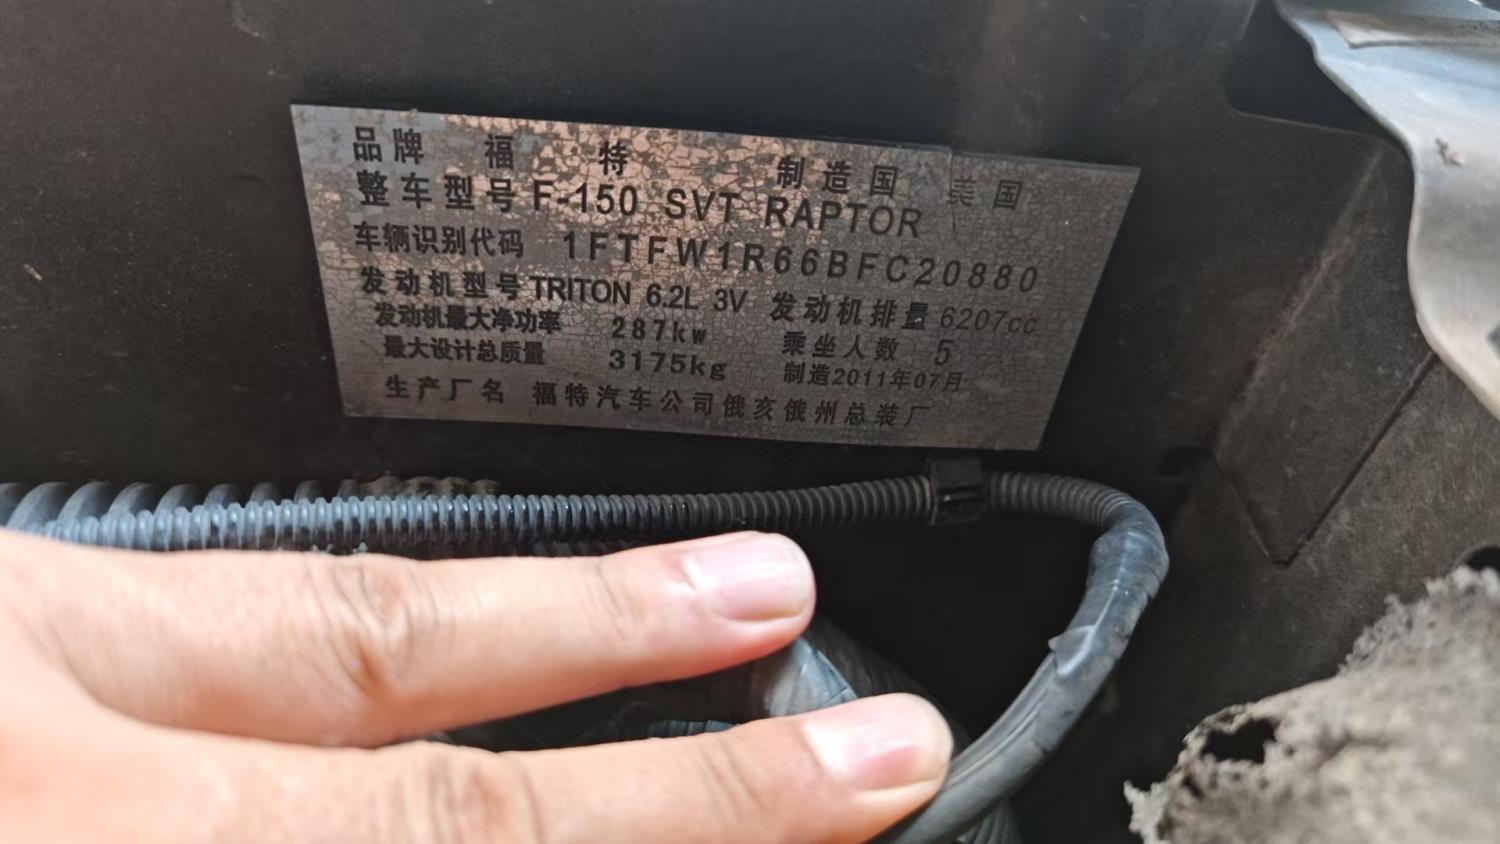 品牌 福特 制造国 美国
整车型号 F-150 SVT RAPTOR
车辆识别代码 1FTFW1R66BFC20880
发动机型号 TRITON 6.2L 3V 发动机排量 6207cc
发动机最大净功率 287kw 乘坐人数 5
最大设计总质量 3175kg 制造2011年07月
生产厂名 福特汽车公司俄亥俄州总装厂